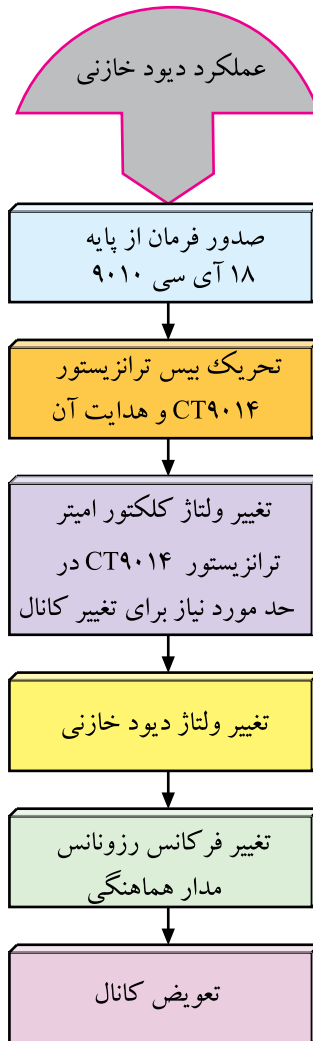 عملکرد دیود خازنی
صدور فرمان از پایه
۱۸ آی سی ۹۰۱۰
تحریک بیس ترانزیستور
CT۹۰۱۴ و هدایت آن
تغییر ولتاژ کلکتور امیتر
ترانزیستور CT۹۰۱۴ در
حد مورد نیاز برای تغییر کانال
تغییر ولتاژ دیود خازنی
تغییر فرکانس رزونانس
مدار هماهنگی
تعویض کانال